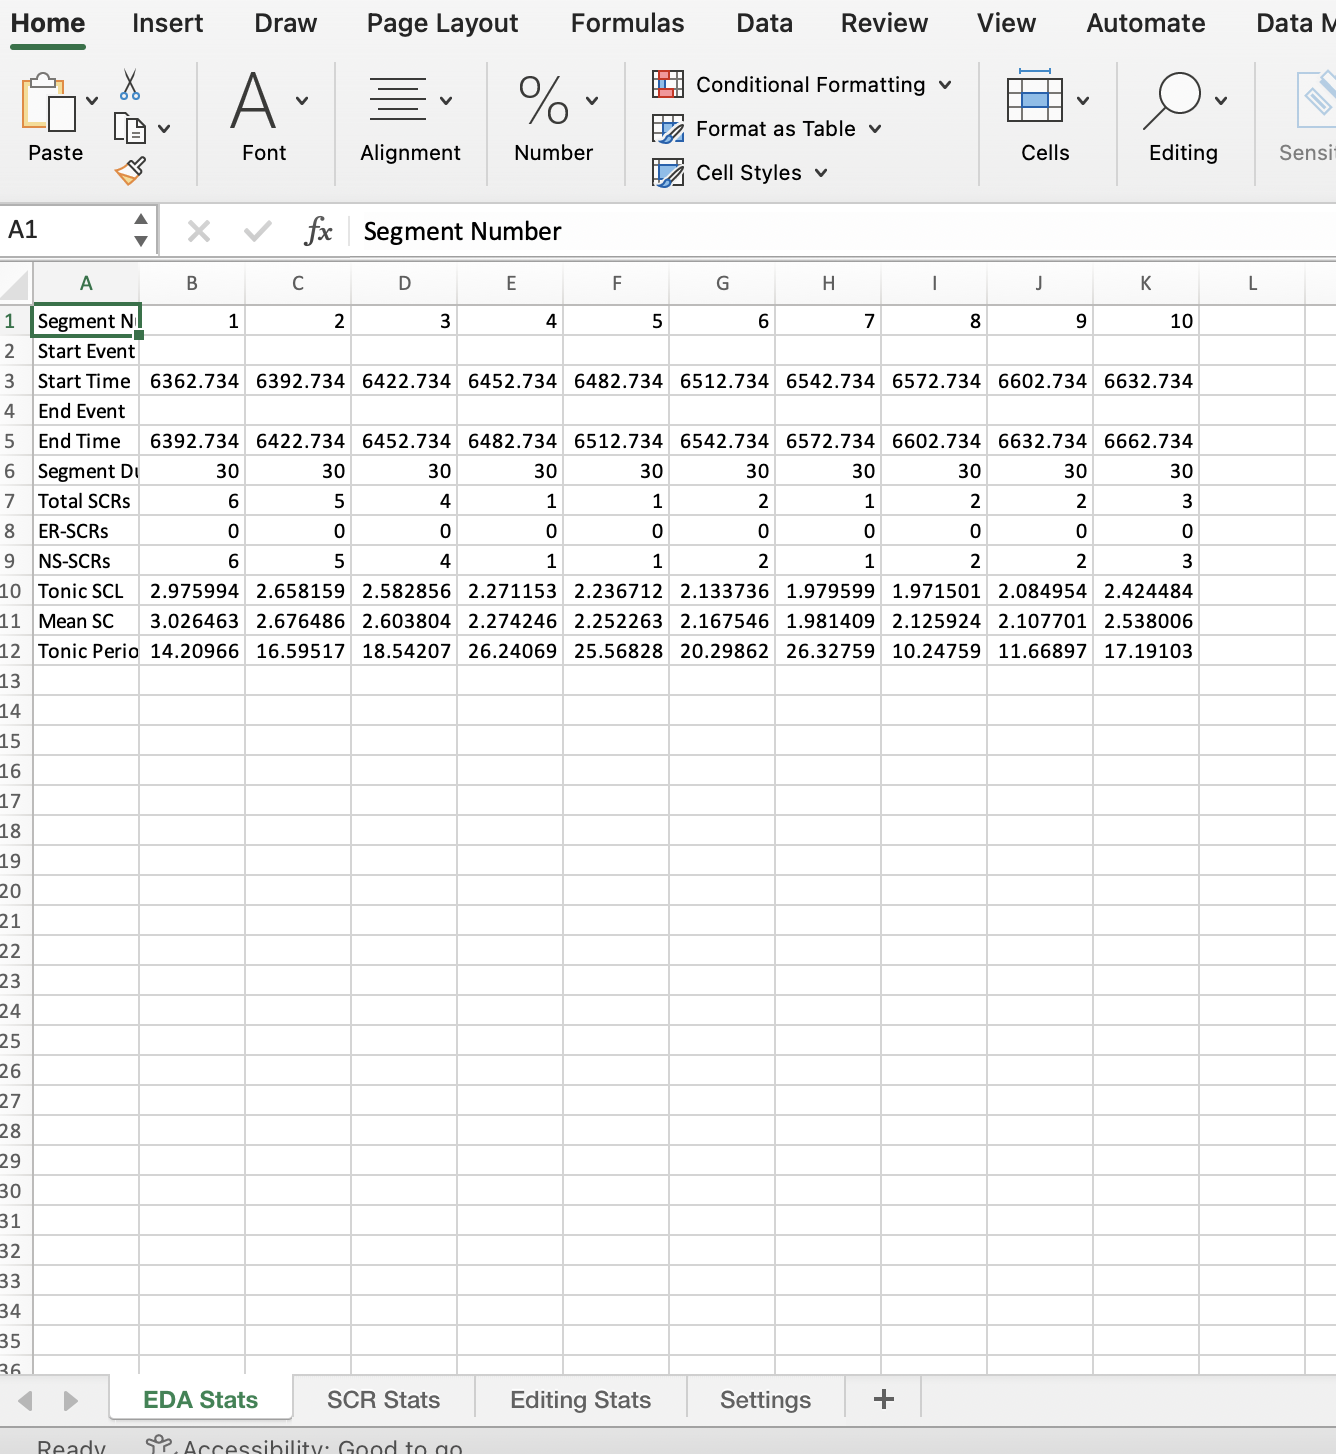 Home Insert Draw Page Layout Formulas Data Review View Automate Data M
Conditional Formatting
Format as Table
Cell Styles
Paste Font Alignment Number Cells Editing Sensit
A1 fx Segment Number
A B C D E F G H I J K L
1 Segment N 1 2 3 4 5 6 7 8 9 10
2 Start Event
3 Start Time 6362.734 6392.734 6422.734 6452.734 6482.734 6512.734 6542.734 6572.734 6602.734 6632.734
4 End Event
5 End Time 6392.734 6422.734 6452.734 6482.734 6512.734 6542.734 6572.734 6602.734 6632.734 6662.734
6 Segment Du 30 30 30 30 30 30 30 30 30 30
7 Total SCRs 6 5 4 1 1 2 1 2 2 3
8 ER-SCRs 0 0 0 0 0 0 0 0 0 0
9 NS-SCRs 6 5 4 1 1 2 1 2 2 3
10 Tonic SCL 2.975994 2.658159 2.582856 2.271153 2.236712 2.133736 1.979599 1.971501 2.084954 2.424484
11 Mean SC 3.026463 2.676486 2.603804 2.274246 2.252263 2.167546 1.981409 2.125924 2.107701 2.538006
12 Tonic Perio 14.20966 16.59517 18.54207 26.24069 25.56828 20.29862 26.32759 10.24759 11.66897 17.19103
13
14
15
16
17
18
19
20
21
22
23
24
25
26
27
28
29
30
31
32
33
34
35
36
EDA Stats SCR Stats Editing Stats Settings +
Ready Accessibility: Good to go